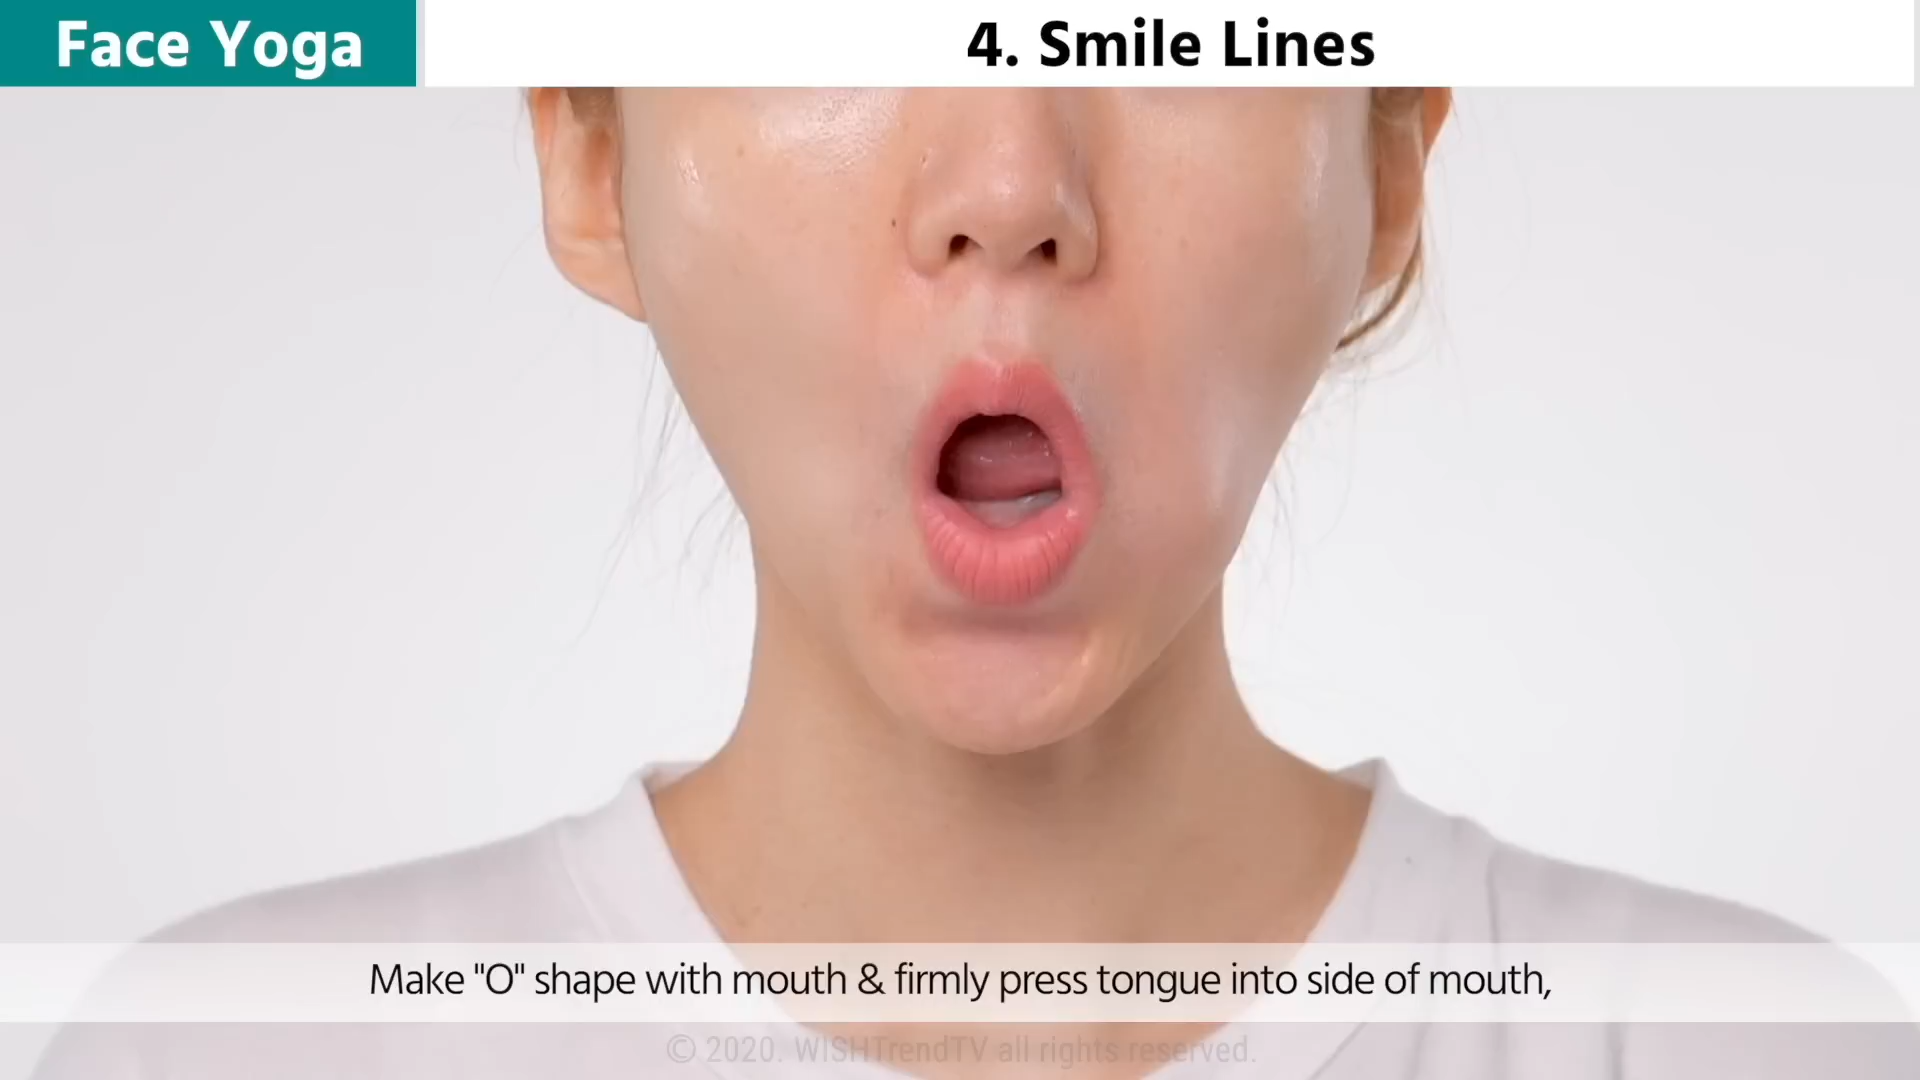 Face Yoga
4. Smile Lines
Make "O" shape with mouth & firmly press tongue into side of mouth,
© 2020. WISHTrendTV all rights reserved.